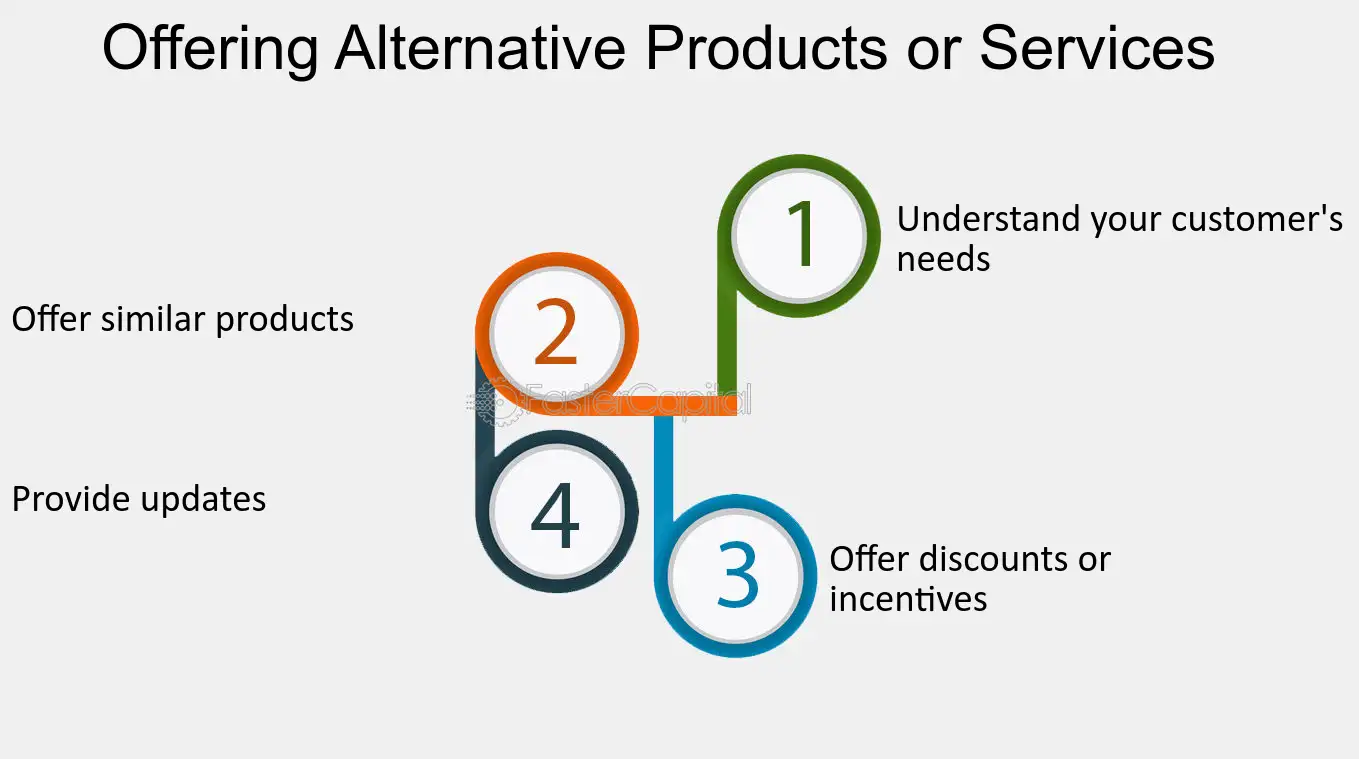 Offering Alternative Products or Services
1
Understand your customer's
needs
2
Offer similar products
FasterCapital
3
Offer discounts or
incentives
4
Provide updates